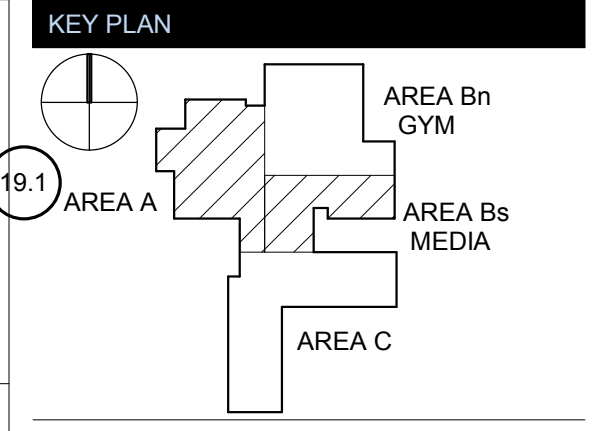 KEY PLAN
AREA Bn
GYM
19.1
AREA A
AREA Bs
MEDIA
AREA C